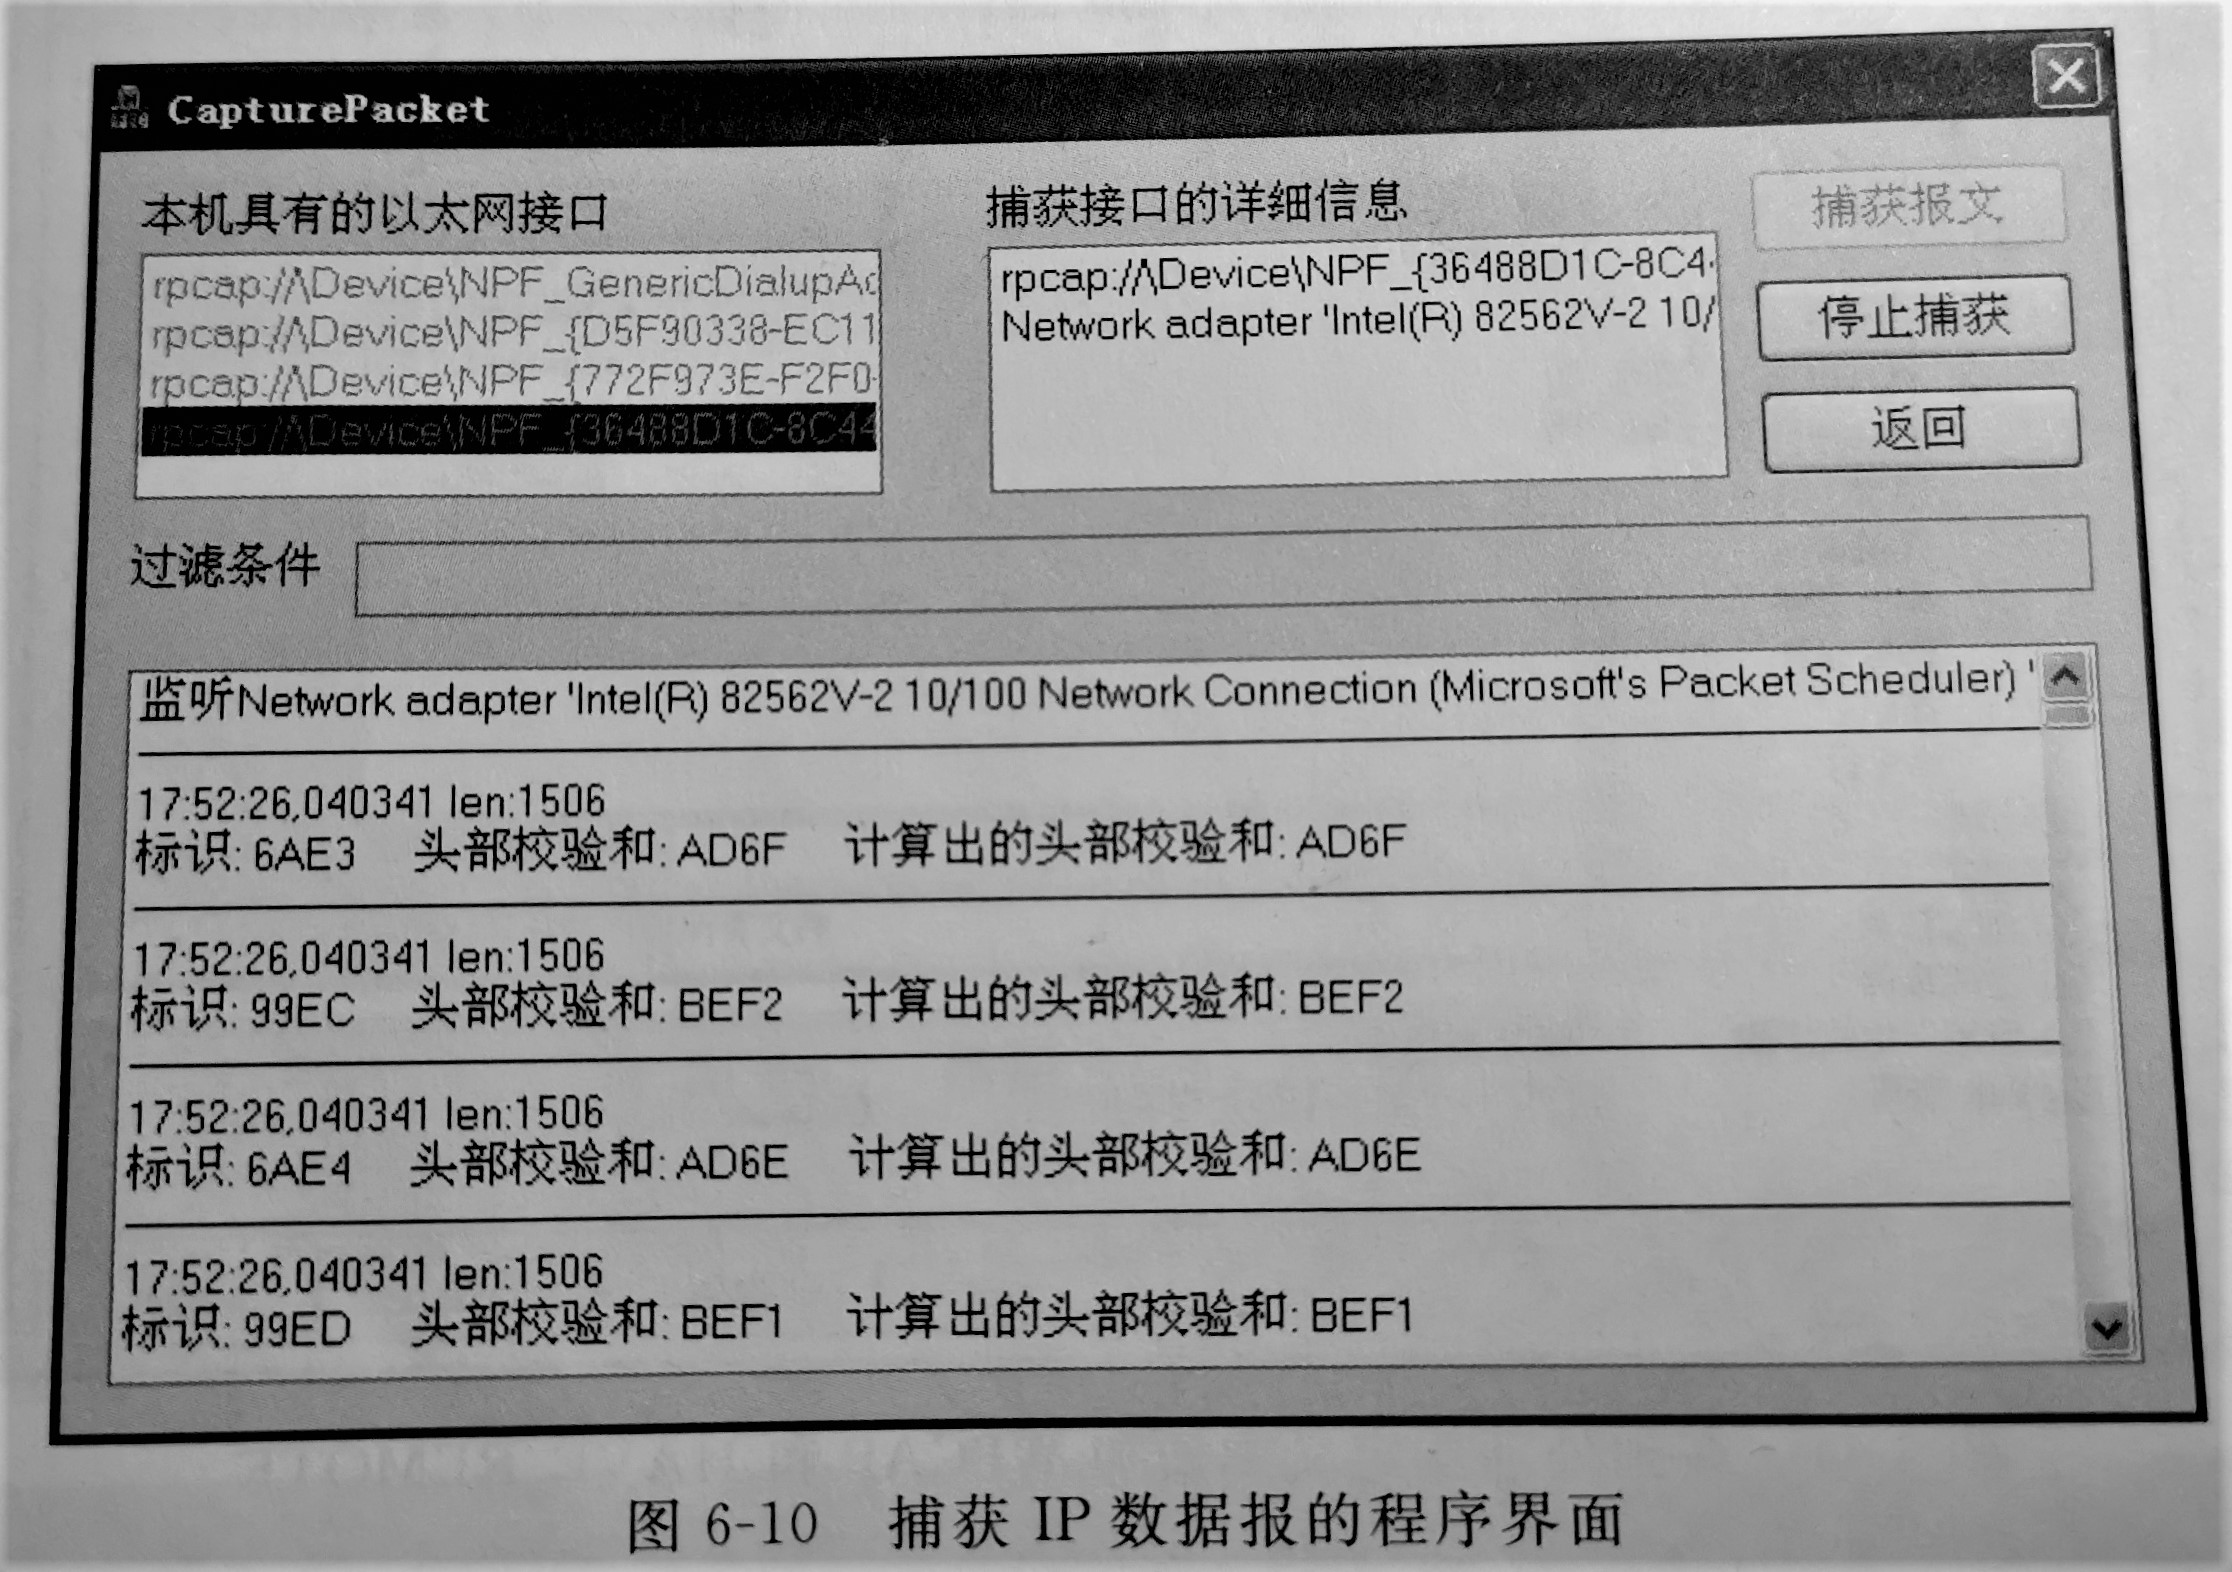 CapturePacket
本机具有的以太网接口
rpcap://\Device\NPF_GenericDialupAd
rpcap://\Device\NPF_{D5F90338-EC11
rpcap://\Device\NPF_{772F973E-F2F0-
rpcap://\Device\NPF_{36488D1C-8C44
捕获接口的详细信息
rpcap://\Device\NPF_{36488D1C-8C4
Network adapter 'Intel(R) 82562V-2 10/
捕获报文
停止捕获
返回
过滤条件
监听Network adapter 'Intel(R) 82562V-2 10/100 Network Connection (Microsoft's Packet Scheduler) '
17:52:26,040341 len:1506
标识: 6AE3 头部校验和: AD6F 计算出的头部校验和: AD6F
17:52:26,040341 len:1506
标识: 99EC 头部校验和: BEF2 计算出的头部校验和: BEF2
17:52:26,040341 len:1506
标识: 6AE4 头部校验和: AD6E 计算出的头部校验和: AD6E
17:52:26,040341 len:1506
标识: 99ED 头部校验和: BEF1 计算出的头部校验和: BEF1
图 6-10 捕获 IP 数据报的程序界面